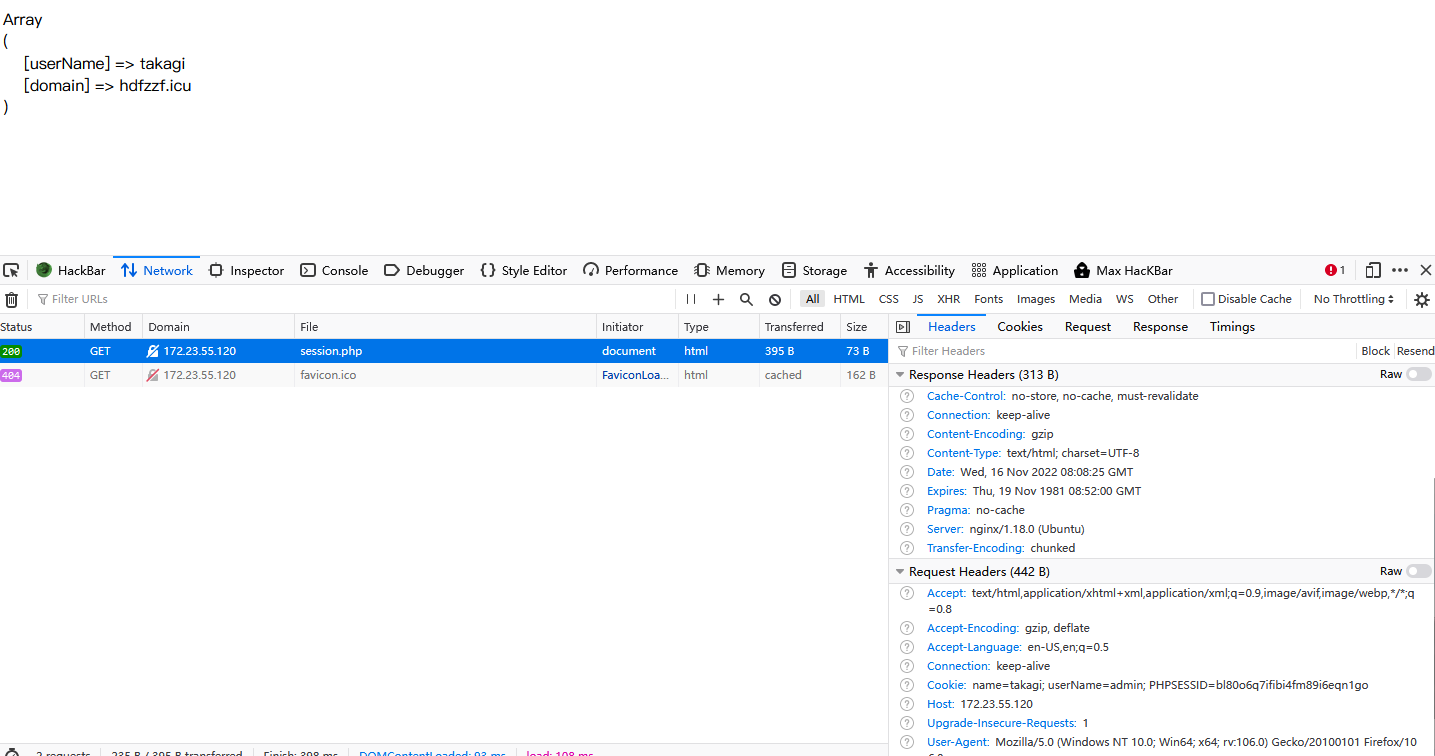 Array
(
[userName] => takagi
[domain] => hdfzzf.icu
)
HackBar Network Inspector Console Debugger Style Editor Performance Memory Storage Accessibility Application Max HacKBar 1
Filter URLs All HTML CSS JS XHR Fonts Images Media WS Other Disable Cache No Throttling
Status Method Domain File Initiator Type Transferred Size
200 GET 172.23.55.120 session.php document html 395 B 73 B
404 GET 172.23.55.120 favicon.ico FaviconLoa... html cached 162 B
Headers Cookies Request Response Timings
Filter Headers Block Resend
Response Headers (313 B) Raw
Cache-Control: no-store, no-cache, must-revalidate
Connection: keep-alive
Content-Encoding: gzip
Content-Type: text/html; charset=UTF-8
Date: Wed, 16 Nov 2022 08:08:25 GMT
Expires: Thu, 19 Nov 1981 08:52:00 GMT
Pragma: no-cache
Server: nginx/1.18.0 (Ubuntu)
Transfer-Encoding: chunked
Request Headers (442 B) Raw
Accept: text/html,application/xhtml+xml,application/xml;q=0.9,image/avif,image/webp,*/*;q
=0.8
Accept-Encoding: gzip, deflate
Accept-Language: en-US,en;q=0.5
Connection: keep-alive
Cookie: name=takagi; userName=admin; PHPSESSID=bl80o6q7ifibi4fm89i6eqn1go
Host: 172.23.55.120
Upgrade-Insecure-Requests: 1
User-Agent: Mozilla/5.0 (Windows NT 10.0; Win64; x64; rv:106.0) Gecko/20100101 Firefox/10
2 requests 235 B / 395 B transferred Finish: 398 ms DOMContentLoaded: 93 ms load: 108 ms